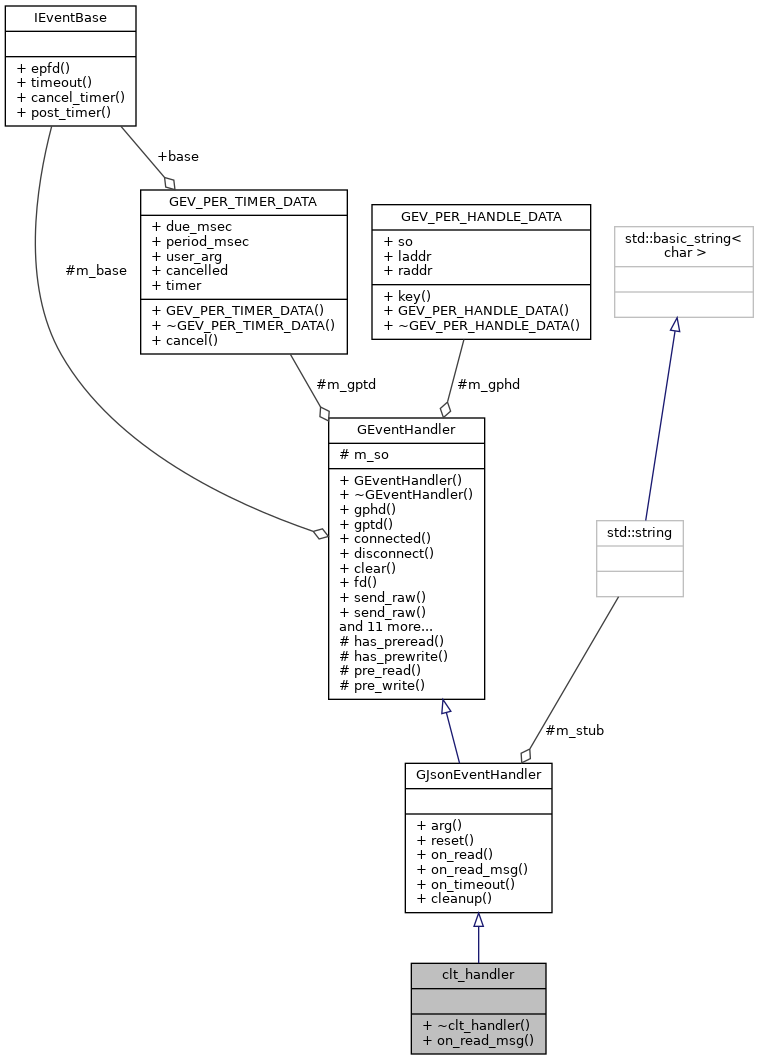 IEventBase
+ epfd()
+ timeout()
+ cancel_timer()
+ post_timer()
+base
#m_base
GEV_PER_TIMER_DATA
+ due_msec
+ period_msec
+ user_arg
+ cancelled
+ timer
+ GEV_PER_TIMER_DATA()
+ ~GEV_PER_TIMER_DATA()
+ cancel()
GEV_PER_HANDLE_DATA
+ so
+ laddr
+ raddr
+ key()
+ GEV_PER_HANDLE_DATA()
+ ~GEV_PER_HANDLE_DATA()
std::basic_string<
char >
#m_gptd
#m_gphd
GEventHandler
# m_so
+ GEventHandler()
+ ~GEventHandler()
+ gphd()
+ gptd()
+ connected()
+ disconnect()
+ clear()
+ fd()
+ send_raw()
+ send_raw()
and 11 more...
# has_preread()
# has_prewrite()
# pre_read()
# pre_write()
std::string
#m_stub
GJsonEventHandler
+ arg()
+ reset()
+ on_read()
+ on_read_msg()
+ on_timeout()
+ cleanup()
clt_handler
+ ~clt_handler()
+ on_read_msg()